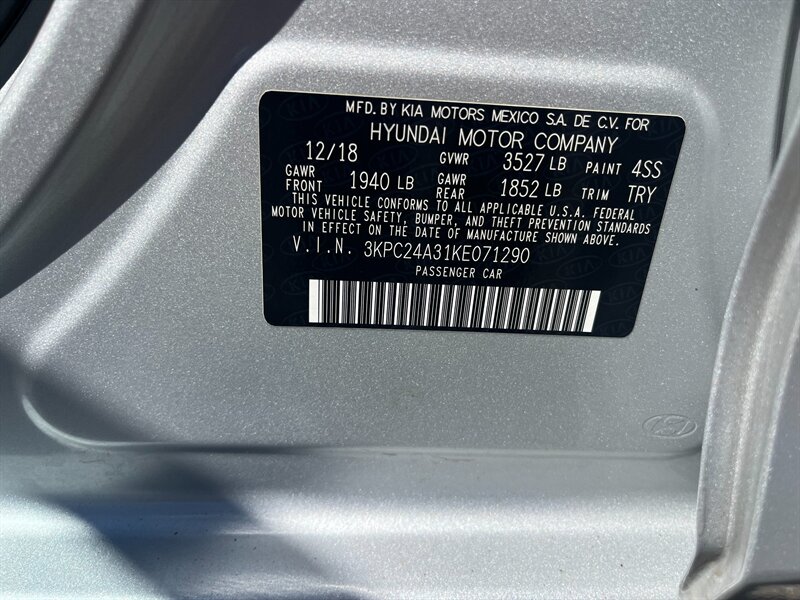 MFD. BY KIA MOTORS MEXICO S.A. DE C.V. FOR
HYUNDAI MOTOR COMPANY
12/18 GVWR 3527 LB PAINT 4SS
GAWR FRONT 1940 LB GAWR REAR 1852 LB TRIM TRY
THIS VEHICLE CONFORMS TO ALL APPLICABLE U.S.A. FEDERAL
MOTOR VEHICLE SAFETY, BUMPER, AND THEFT PREVENTION STANDARDS
IN EFFECT ON THE DATE OF MANUFACTURE SHOWN ABOVE.
V.I.N. 3KPC24A31KE071290
PASSENGER CAR